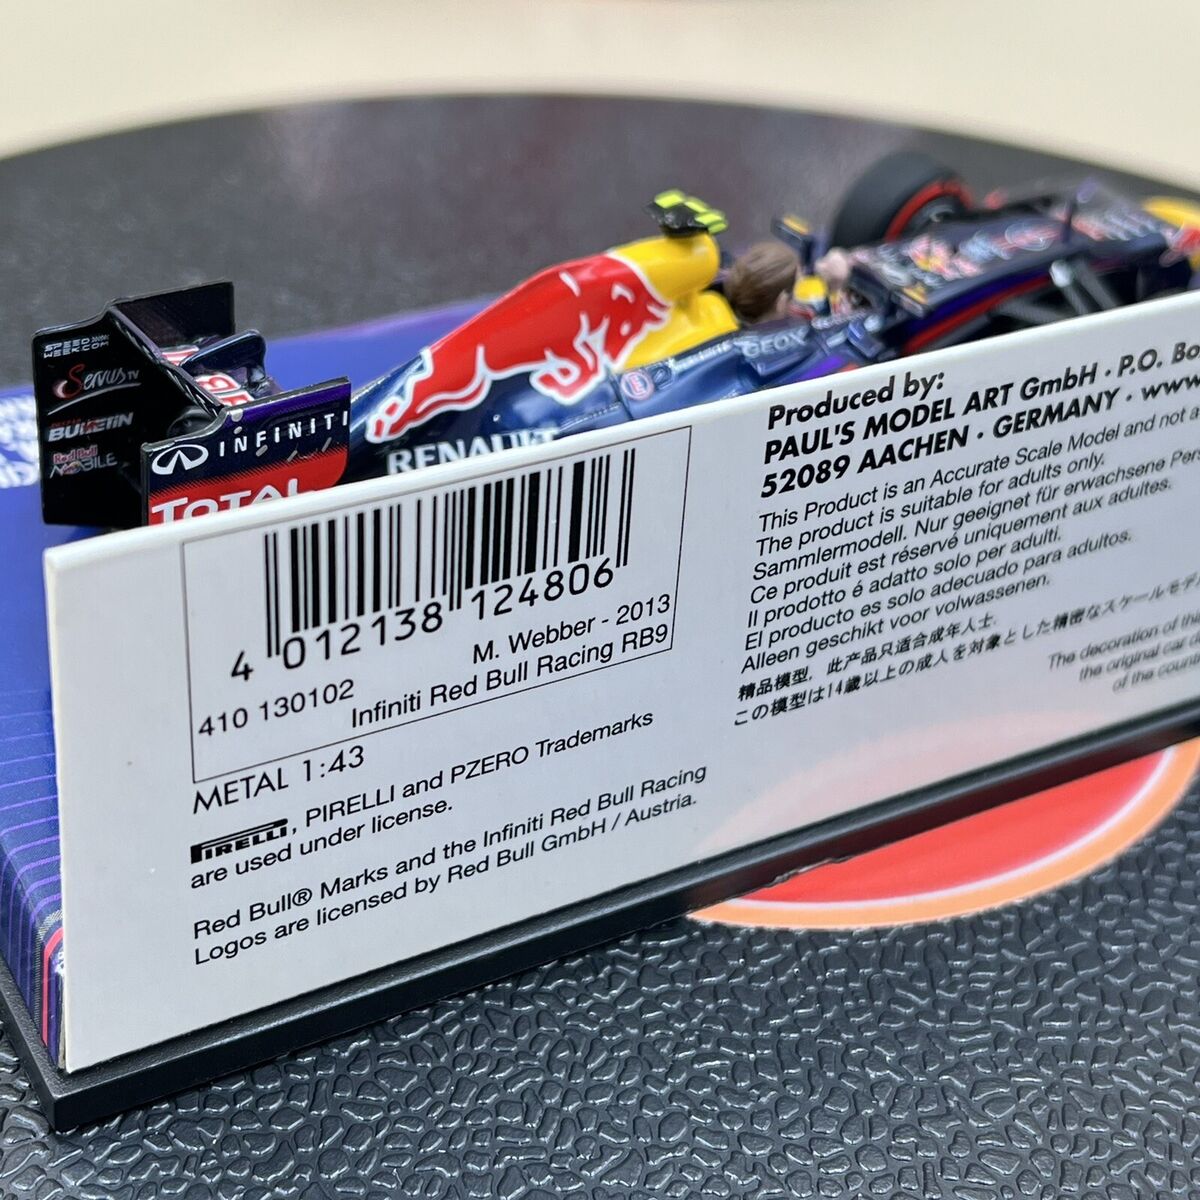 Servus TV
BULLETIN
Red Bull
MOBILE
INFINITI
TOTAL
RENAULT
GEOX
4 012138 124806
M. Webber - 2013
410 130102
Infiniti Red Bull Racing RB9
METAL 1:43
PIRELLI, PIRELLI and PZERO Trademarks
are used under license.
Red Bull® Marks and the Infiniti Red Bull Racing
Logos are licensed by Red Bull GmbH / Austria.
Produced by:
PAUL'S MODEL ART GmbH · P.O. Bo
52089 AACHEN · GERMANY · www
This Product is an Accurate Scale Model and not a
The product is suitable for adults only.
Sammlermodell. Nur geeignet für erwachsene Pers
Ce produit est réservé uniquement aux adultes.
Il prodotto é adatto solo per adulti.
El producto es solo adecuado para adultos.
Alleen geschikt voor volwassenen.
精品模型，此产品只适合成年人士.
この模型は14歳以上の成人を対象とした精密なスケールモデ
The decoration of the
the original car
of the coun